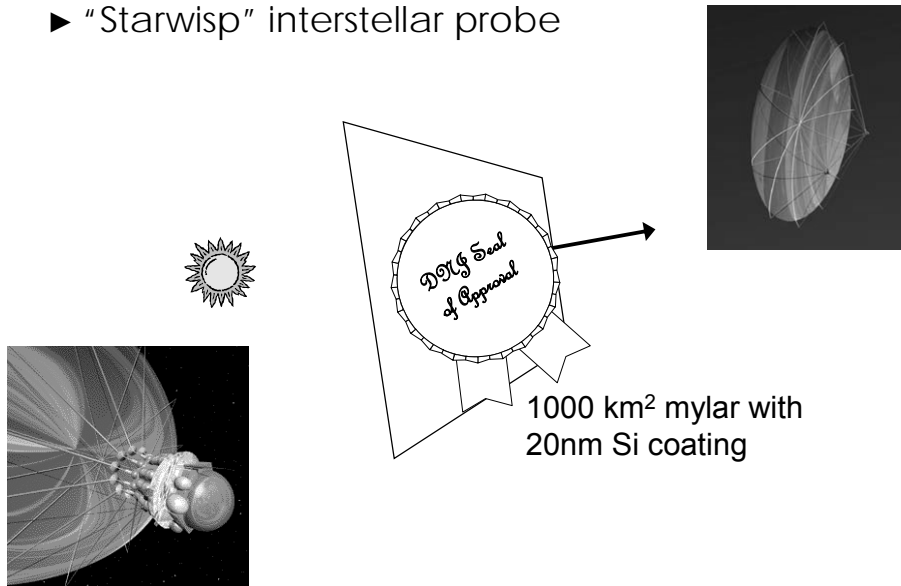 ► "Starwisp" interstellar probe
DNJ Seal
of Approval
1000 km² mylar with
20nm Si coating